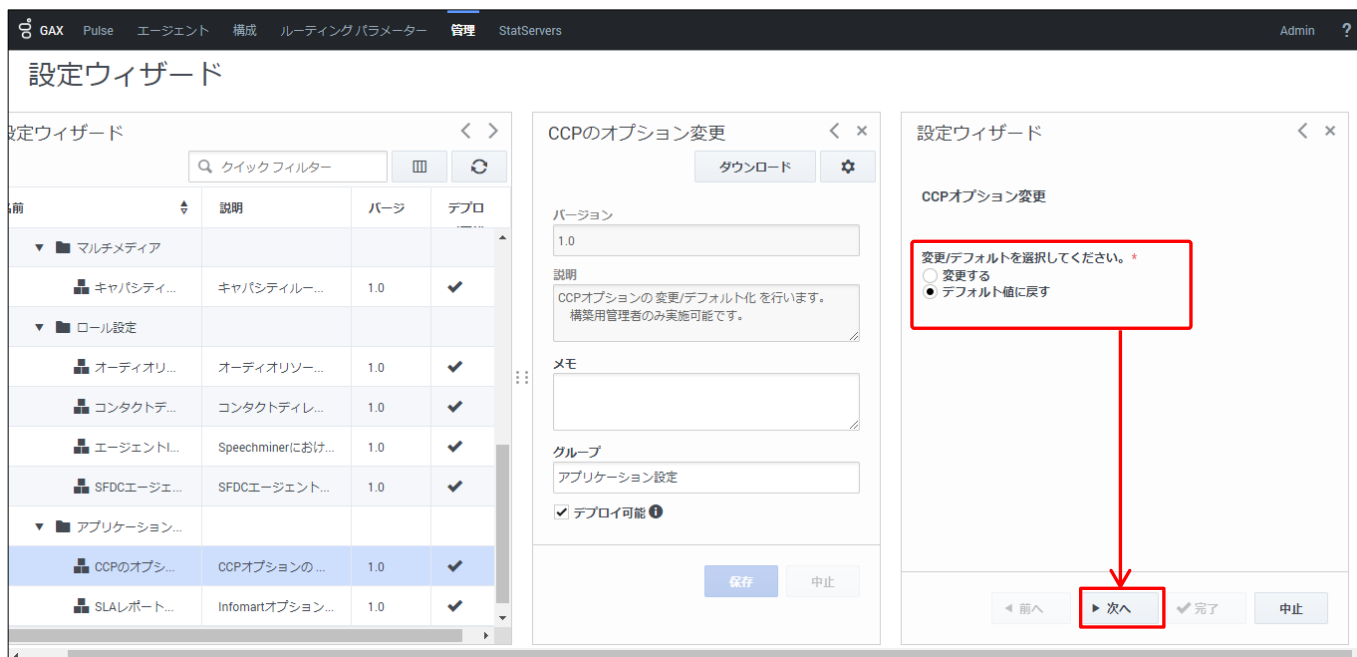 GAX Pulse エージェント 構成 ルーティング パラメーター 管理 StatServers Admin ?
設定ウィザード
設定ウィザード
クイック フィルター
名前 説明 バージ デプロ
マルチメディア
キャパシティ... キャパシティルー... 1.0
ロール設定
オーディオリ... オーディオリソー... 1.0
コンタクトデ... コンタクトディレ... 1.0
エージェントI... Speechminerにおけ... 1.0
SFDCエージェ... SFDCエージェント... 1.0
アプリケーション...
CCPのオプシ... CCPオプションの ... 1.0
SLAレポート... Infomartオプション... 1.0
CCPのオプション変更
ダウンロード
バージョン
1.0
説明
CCPオプションの 変更/デフォルト化 を行います。
構築用管理者のみ実施可能です。
メモ
グループ
アプリケーション設定
デプロイ可能
保存 中止
設定ウィザード
CCPオプション変更
変更/デフォルトを選択してください。*
変更する
デフォルト値に戻す
前へ 次へ 完了 中止